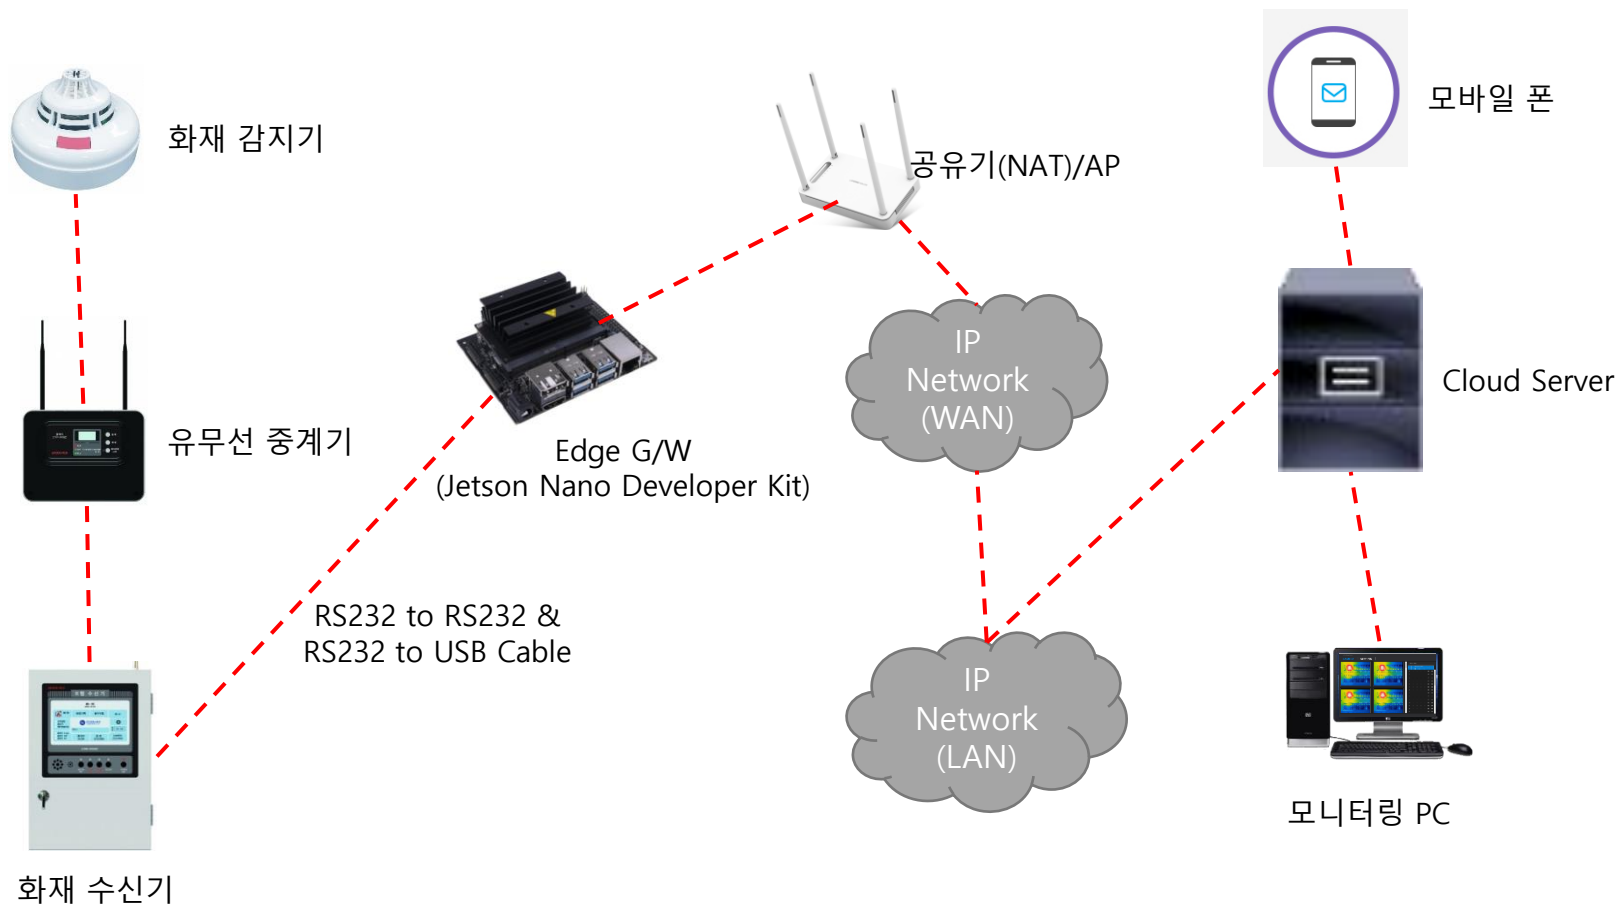 화재 감지기
공유기(NAT)/AP
모바일 폰
유무선 중계기
Edge G/W
(Jetson Nano Developer Kit)
IP
Network
(WAN)
Cloud Server
RS232 to RS232 &
RS232 to USB Cable
IP
Network
(LAN)
모니터링 PC
화재 수신기